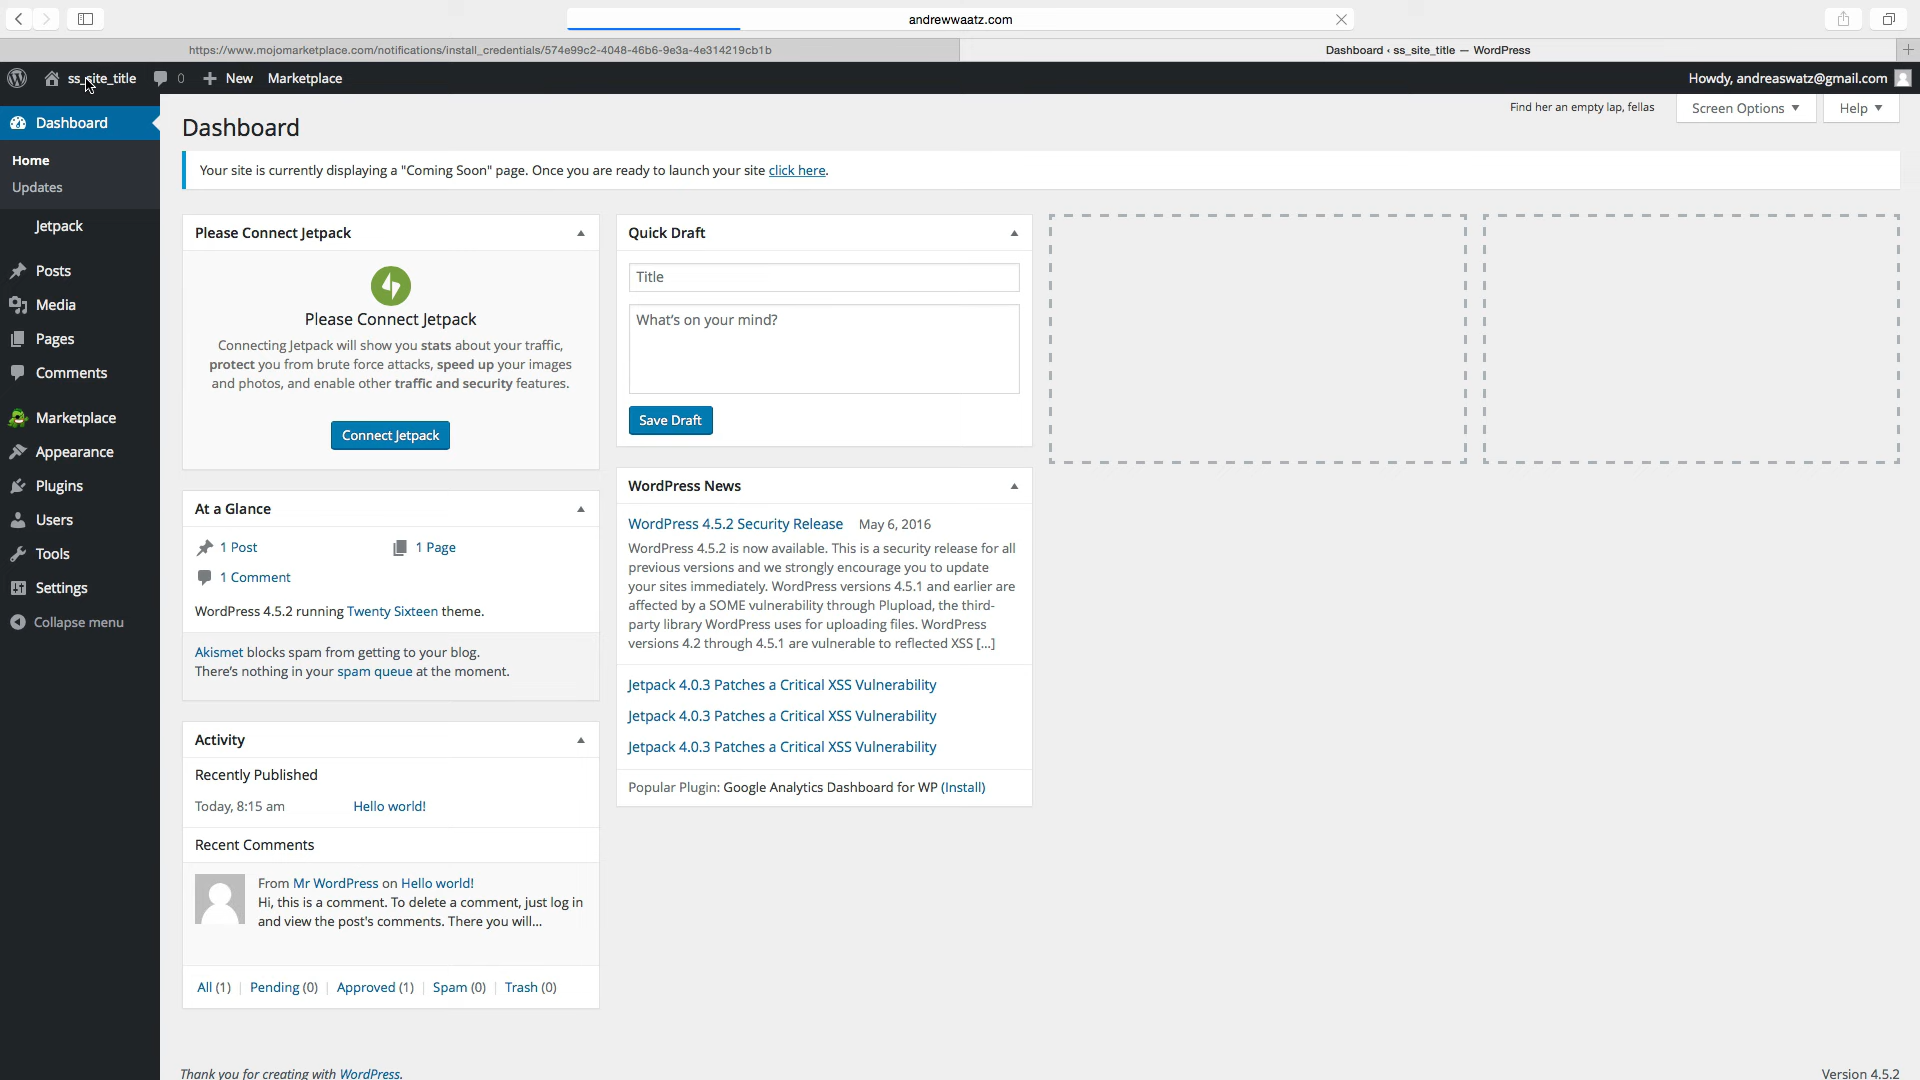 andrewwaatz.com
https://www.mojomarketplace.com/notifications/install_credentials/574e99c2-4048-46b6-9e3a-4e314219cb1b
Dashboard ‹ ss_site_title — WordPress
ss_site_title 0 New Marketplace
Howdy, andreaswatz@gmail.com
Dashboard
Home
Updates
Jetpack
Posts
Media
Pages
Comments
Marketplace
Appearance
Plugins
Users
Tools
Settings
Collapse menu
Find her an empty lap, fellas
Screen Options
Help
Dashboard
Your site is currently displaying a "Coming Soon" page. Once you are ready to launch your site click here.
Please Connect Jetpack
Please Connect Jetpack
Connecting Jetpack will show you stats about your traffic,
protect you from brute force attacks, speed up your images
and photos, and enable other traffic and security features.
Connect Jetpack
At a Glance
1 Post
1 Page
1 Comment
WordPress 4.5.2 running Twenty Sixteen theme.
Akismet blocks spam from getting to your blog.
There's nothing in your spam queue at the moment.
Activity
Recently Published
Today, 8:15 am Hello world!
Recent Comments
From Mr WordPress on Hello world!
Hi, this is a comment. To delete a comment, just log in
and view the post's comments. There you will...
All (1) | Pending (0) | Approved (1) | Spam (0) | Trash (0)
Quick Draft
Title
What's on your mind?
Save Draft
WordPress News
WordPress 4.5.2 Security Release May 6, 2016
WordPress 4.5.2 is now available. This is a security release for all
previous versions and we strongly encourage you to update
your sites immediately. WordPress versions 4.5.1 and earlier are
affected by a SOME vulnerability through Plupload, the third-
party library WordPress uses for uploading files. WordPress
versions 4.2 through 4.5.1 are vulnerable to reflected XSS [...]
Jetpack 4.0.3 Patches a Critical XSS Vulnerability
Jetpack 4.0.3 Patches a Critical XSS Vulnerability
Jetpack 4.0.3 Patches a Critical XSS Vulnerability
Popular Plugin: Google Analytics Dashboard for WP (Install)
Thank you for creating with WordPress.
Version 4.5.2